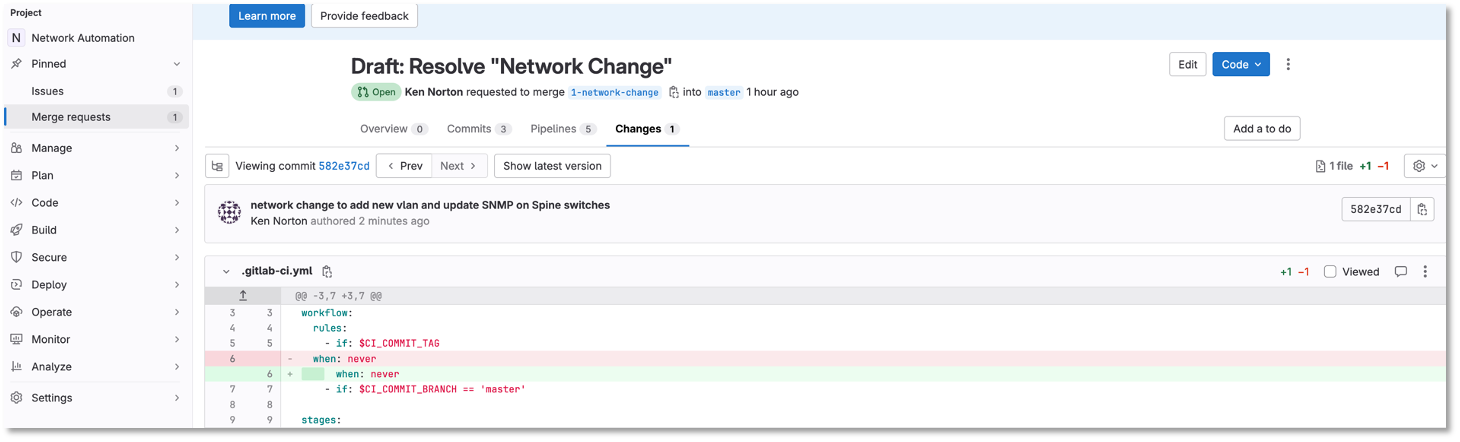 Project
N Network Automation
Pinned
Issues 1
Merge requests 1
Manage
Plan
Code
Build
Secure
Deploy
Operate
Monitor
Analyze
Settings
Learn more Provide feedback
Draft: Resolve "Network Change"
Edit Code
Open Ken Norton requested to merge 1-network-change into master 1 hour ago
Overview 0 Commits 3 Pipelines 5 Changes 1
Add a to do
Viewing commit 582e37cd < Prev Next > Show latest version
1 file +1 −1
network change to add new vlan and update SNMP on Spine switches
Ken Norton authored 2 minutes ago
582e37cd
.gitlab-ci.yml
+1 −1 Viewed
@@ -3,7 +3,7 @@
3 3 workflow:
4 4 rules:
5 5 - if: $CI_COMMIT_TAG
6 - when: never
6 + when: never
7 7 - if: $CI_COMMIT_BRANCH == 'master'
8 8
9 9 stages: